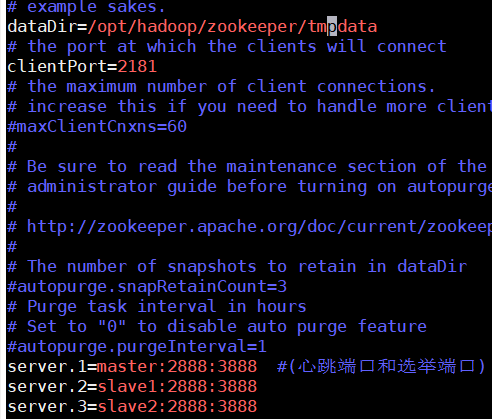 # example sakes.
dataDir=/opt/hadoop/zookeeper/tmpdata
# the port at which the clients will connect
clientPort=2181
# the maximum number of client connections.
# increase this if you need to handle more client
#maxClientCnxns=60
#
# Be sure to read the maintenance section of the
# administrator guide before turning on autopurge
#
# http://zookeeper.apache.org/doc/current/zookeep
#
# The number of snapshots to retain in dataDir
#autopurge.snapRetainCount=3
# Purge task interval in hours
# Set to "0" to disable auto purge feature
#autopurge.purgeInterval=1
server.1=master:2888:3888  #(心跳端口和选举端口)
server.2=slave1:2888:3888
server.3=slave2:2888:3888